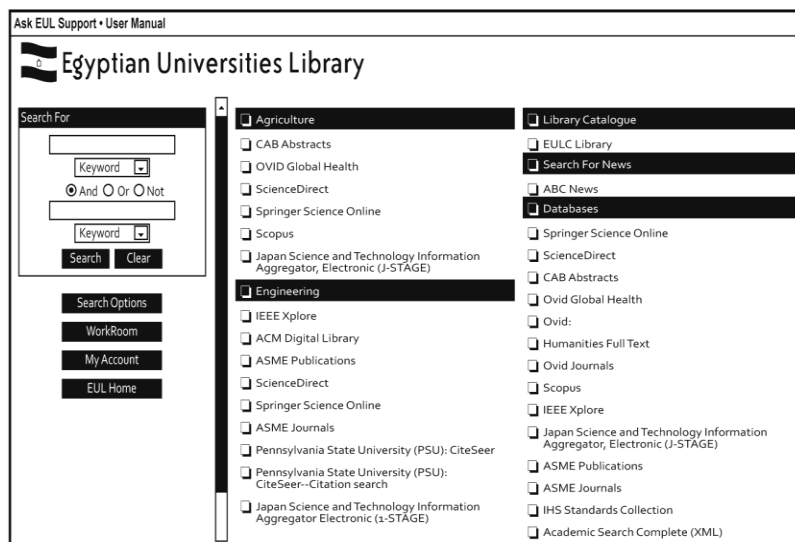 Ask EUL Support • User Manual
Egyptian Universities Library
Search For
Keyword
And Or Not
Keyword
Search Clear
Search Options
WorkRoom
My Account
EUL Home
Agriculture
CAB Abstracts
OVID Global Health
ScienceDirect
Springer Science Online
Scopus
Japan Science and Technology Information
Aggregator, Electronic (J-STAGE)
Engineering
IEEE Xplore
ACM Digital Library
ASME Publications
ScienceDirect
Springer Science Online
ASME Journals
Pennsylvania State University (PSU): CiteSeer
Pennsylvania State University (PSU):
CiteSeer--Citation search
Japan Science and Technology Information
Aggregator Electronic (1-STAGE)
Library Catalogue
EULC Library
Search For News
ABC News
Databases
Springer Science Online
ScienceDirect
CAB Abstracts
Ovid Global Health
Ovid:
Humanities Full Text
Ovid Journals
Scopus
IEEE Xplore
Japan Science and Technology Information
Aggregator, Electronic (J-STAGE)
ASME Publications
ASME Journals
IHS Standards Collection
Academic Search Complete (XML)